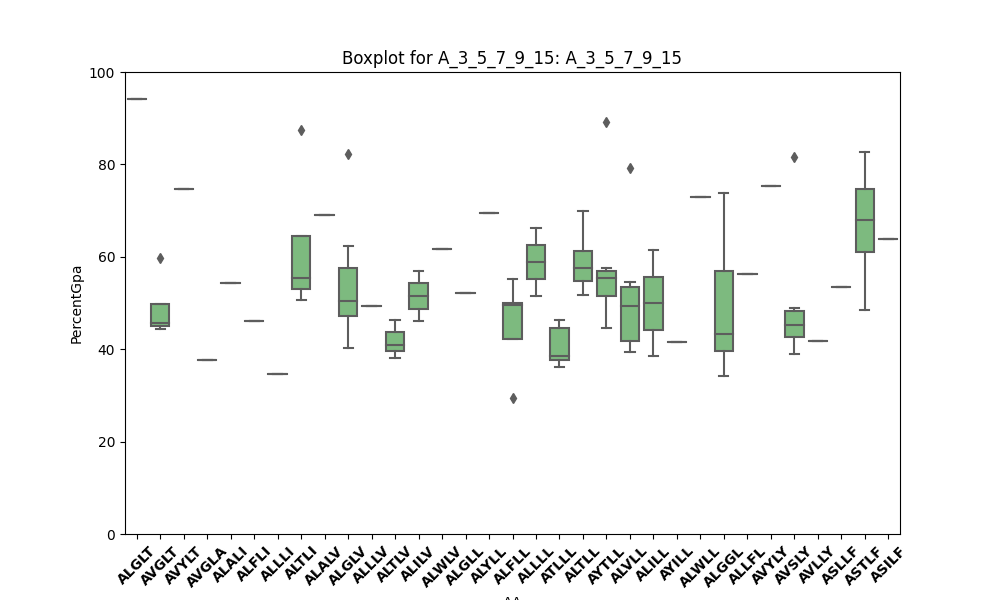 Boxplot for A_3_5_7_9_15: A_3_5_7_9_15
100
80
60
40
20
0
PercentGpa
ALGLT
AVGLT
AVYLT
AVGLA
ALALI
ALFLI
ALLLI
ALTLI
ALALV
ALGLV
ALLLV
ALTLV
ALILV
ALWLV
ALGLL
ALYLL
ALFLL
ALLLL
ATLLL
ALTLL
AYTLL
ALVLL
ALILL
AYILL
ALWLL
ALGGL
ALLFL
AVYLY
AVSLY
AVLLY
ASLLF
ASTLF
ASILF
AA